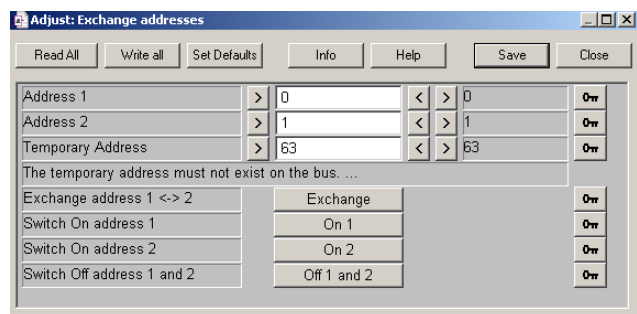 Adjust: Exchange addresses
Read All Write all Set Defaults Info Help Save Close
Address 1 > 0 < > 0
Address 2 > 1 < > 1
Temporary Address > 63 < > 63
The temporary address must not exist on the bus. ...
Exchange address 1 <-> 2 Exchange
Switch On address 1 On 1
Switch On address 2 On 2
Switch Off address 1 and 2 Off 1 and 2